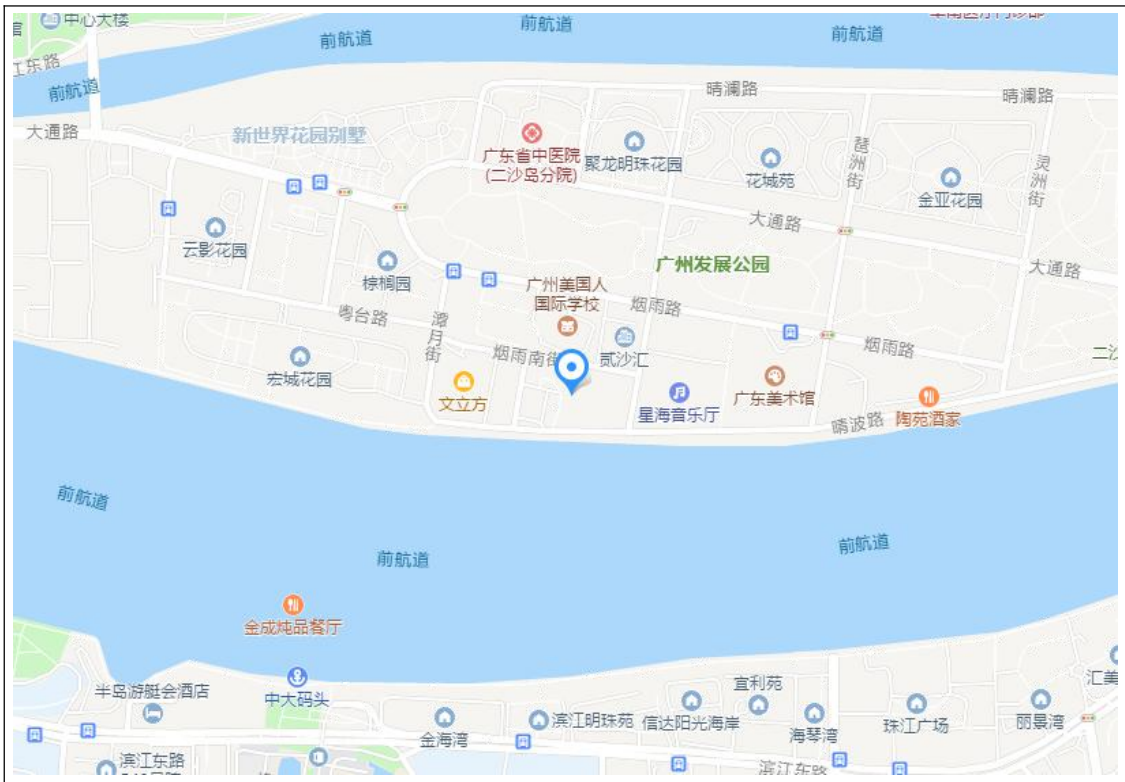 中心大楼
馆
前航道
前航道
前航道
江东路
前航道
晴澜路
晴澜路
大通路
新世界花园别墅
广东省中医院
(二沙岛分院)
聚龙明珠花园
花城苑
琶洲街
金亚花园
灵洲街
大通路
云影花园
棕榈园
广州发展公园
大通路
广州美国人
国际学校
烟雨路
粤台路
潭月街
烟雨南街
贰沙汇
烟雨路
二沙
宏城花园
文立方
星海音乐厅
广东美术馆
晴波路
陶苑酒家
前航道
前航道
前航道
金成炖品餐厅
半岛游艇会酒店
中大码头
宜利苑
汇美
金海湾
滨江明珠苑
信达阳光海岸
海琴湾
珠江广场
丽景湾
滨江东路
滨江东路